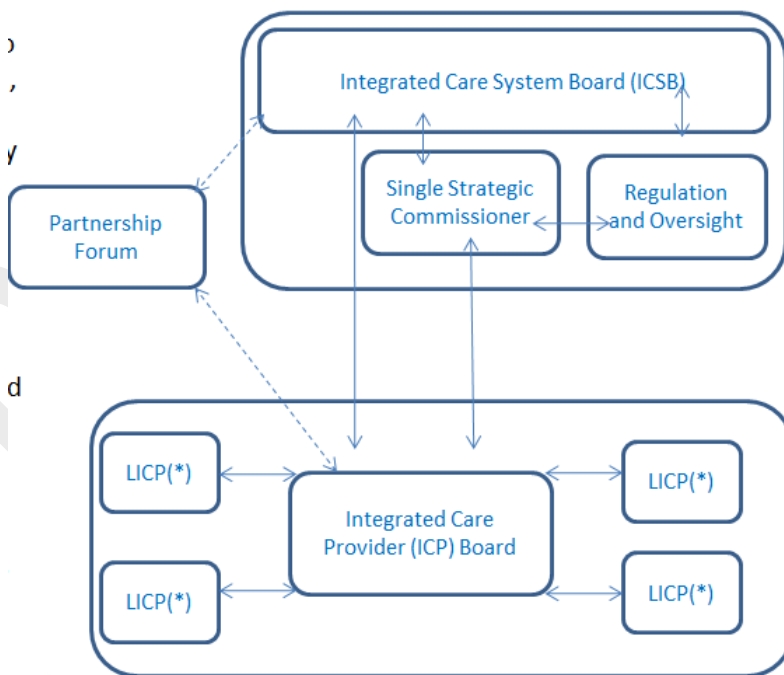 Integrated Care System Board (ICSB)
y
Single Strategic
Commissioner
Regulation
and Oversight
Partnership
Forum
d
LICP(*)
LICP(*)
Integrated Care
Provider (ICP) Board
LICP(*)
LICP(*)